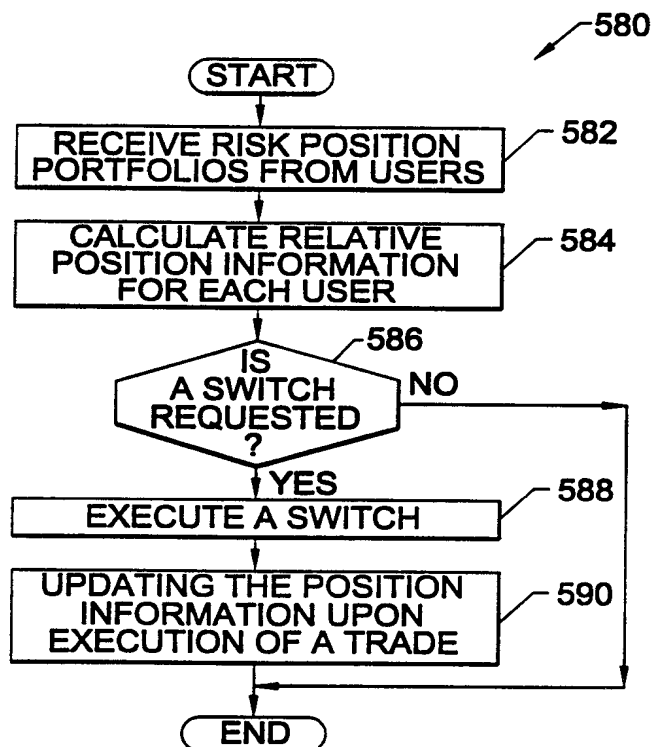 580
START
RECEIVE RISK POSITION
PORTFOLIOS FROM USERS
582
CALCULATE RELATIVE
POSITION INFORMATION
FOR EACH USER
584
586
IS
A SWITCH
REQUESTED
?
NO
YES
EXECUTE A SWITCH
588
UPDATING THE POSITION
INFORMATION UPON
EXECUTION OF A TRADE
590
END